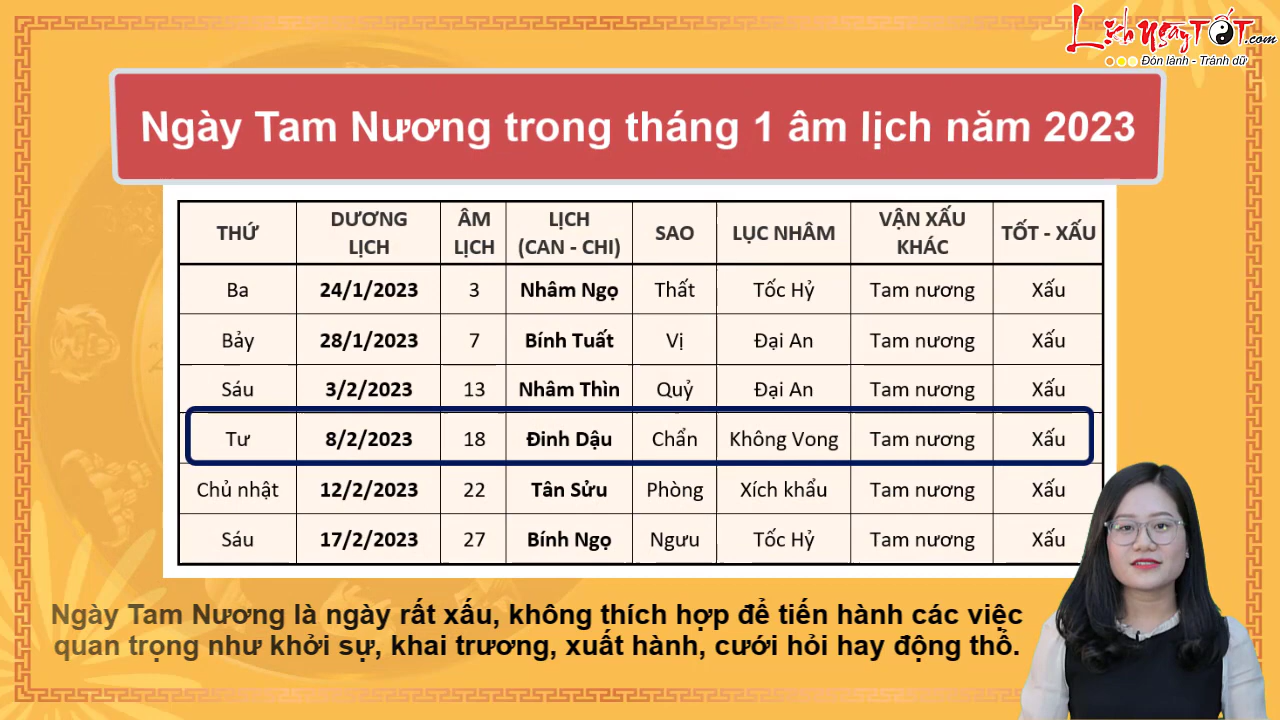 LịchNgàyTỐT.com
Đón lành - Tránh dữ
Ngày Tam Nương trong tháng 1 âm lịch năm 2023
THỨ DƯƠNG LỊCH ÂM LỊCH LỊCH (CAN - CHI) SAO LỤC NHÂM VẬN XẤU KHÁC TỐT - XẤU
Ba 24/1/2023 3 Nhâm Ngọ Thất Tốc Hỷ Tam nương Xấu
Bảy 28/1/2023 7 Bính Tuất Vị Đại An Tam nương Xấu
Sáu 3/2/2023 13 Nhâm Thìn Quỷ Đại An Tam nương Xấu
Tư 8/2/2023 18 Đinh Dậu Chẩn Không Vong Tam nương Xấu
Chủ nhật 12/2/2023 22 Tân Sửu Phòng Xích khẩu Tam nương Xấu
Sáu 17/2/2023 27 Bính Ngọ Ngưu Tốc Hỷ Tam nương Xấu
Ngày Tam Nương là ngày rất xấu, không thích hợp để tiến hành các việc
quan trọng như khởi sự, khai trương, xuất hành, cưới hỏi hay động thổ.